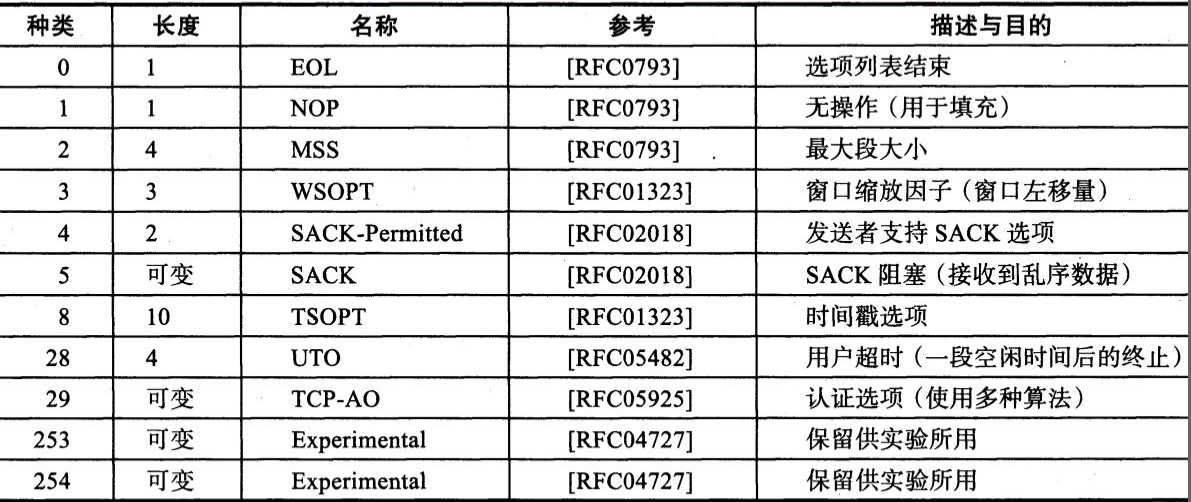 种类 长度 名称 参考 描述与目的
0 1 EOL [RFC0793] 选项列表结束
1 1 NOP [RFC0793] 无操作（用于填充）
2 4 MSS [RFC0793] 最大段大小
3 3 WSOPT [RFC01323] 窗口缩放因子（窗口左移量）
4 2 SACK-Permitted [RFC02018] 发送者支持 SACK 选项
5 可变 SACK [RFC02018] SACK 阻塞（接收到乱序数据）
8 10 TSOPT [RFC01323] 时间戳选项
28 4 UTO [RFC05482] 用户超时（一段空闲时间后的终止）
29 可变 TCP-AO [RFC05925] 认证选项（使用多种算法）
253 可变 Experimental [RFC04727] 保留供实验所用
254 可变 Experimental [RFC04727] 保留供实验所用